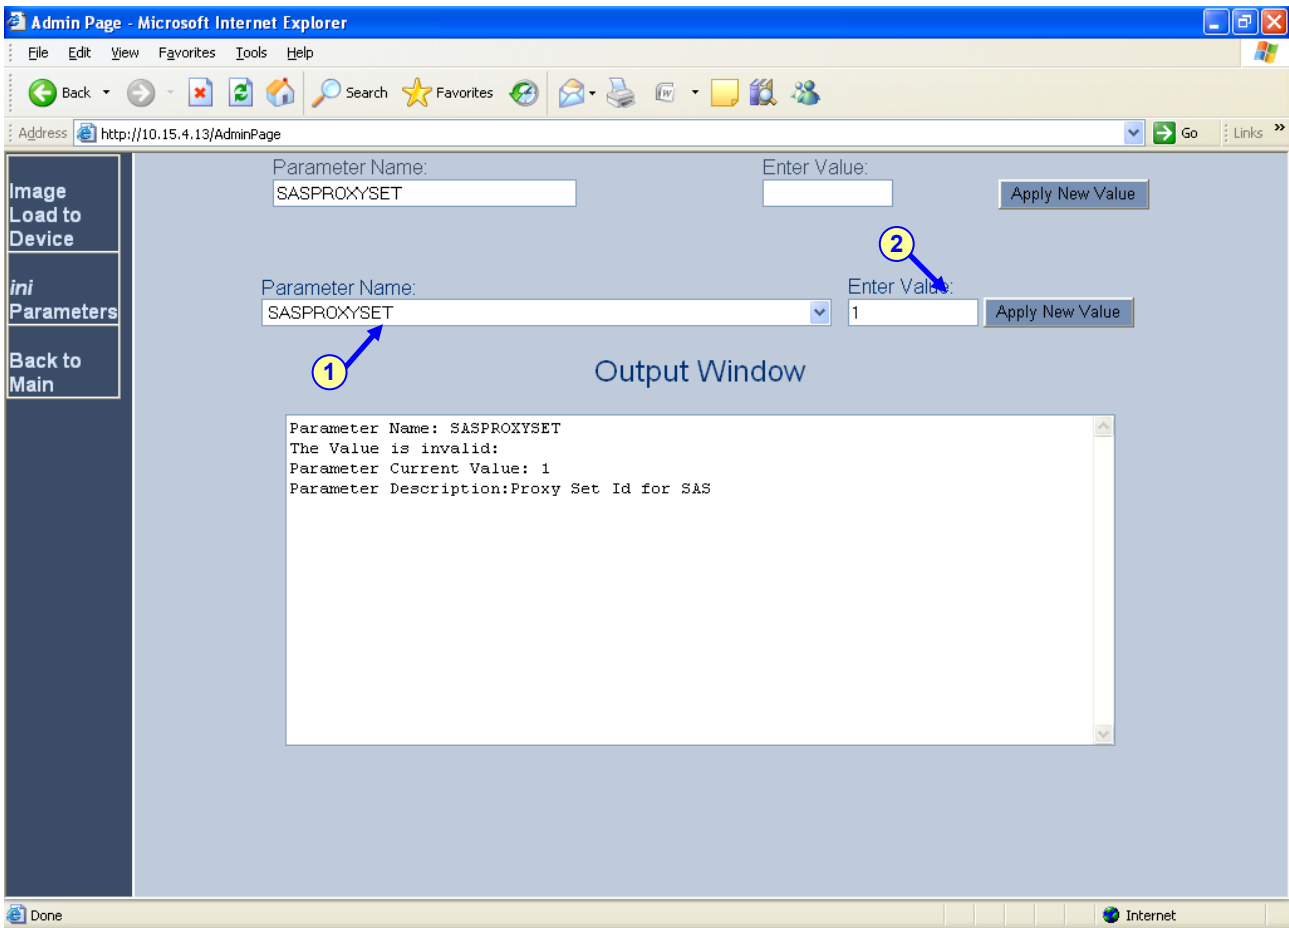 Admin Page - Microsoft Internet Explorer
File Edit View Favorites Tools Help
Back Search Favorites
Address http://10.15.4.13/AdminPage Go Links »
Parameter Name: Enter Value:
SASPROXYSET Apply New Value
Image
Load to
Device
2
ini
Parameters
Parameter Name: Enter Value:
SASPROXYSET 1 Apply New Value
Back to
Main
1
Output Window
Parameter Name: SASPROXYSET
The Value is invalid:
Parameter Current Value: 1
Parameter Description:Proxy Set Id for SAS
Done Internet